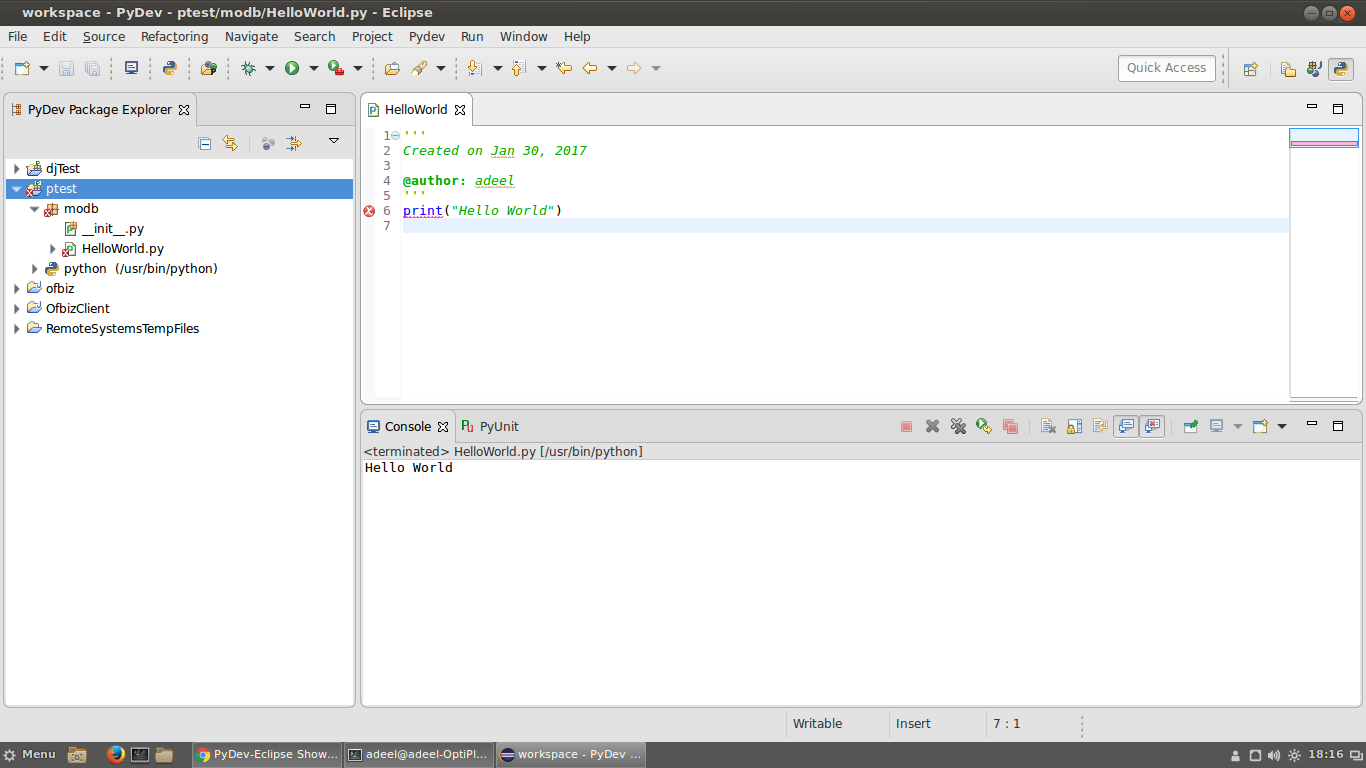 workspace - PyDev - ptest/modb/HelloWorld.py - Eclipse
File Edit Source Refactoring Navigate Search Project Pydev Run Window Help
Quick Access
PyDev Package Explorer
djTest
ptest
modb
__init__.py
HelloWorld.py
python (/usr/bin/python)
ofbiz
OfbizClient
RemoteSystemsTempFiles
HelloWorld
1 '''
2 Created on Jan 30, 2017
3
4 @author: adeel
5 '''
6 print("Hello World")
7
Console PyUnit
<terminated> HelloWorld.py [/usr/bin/python]
Hello World
Writable Insert 7 : 1
Menu PyDev-Eclipse Show... adeel@adeel-OptiPl... workspace - PyDev ... 18:16